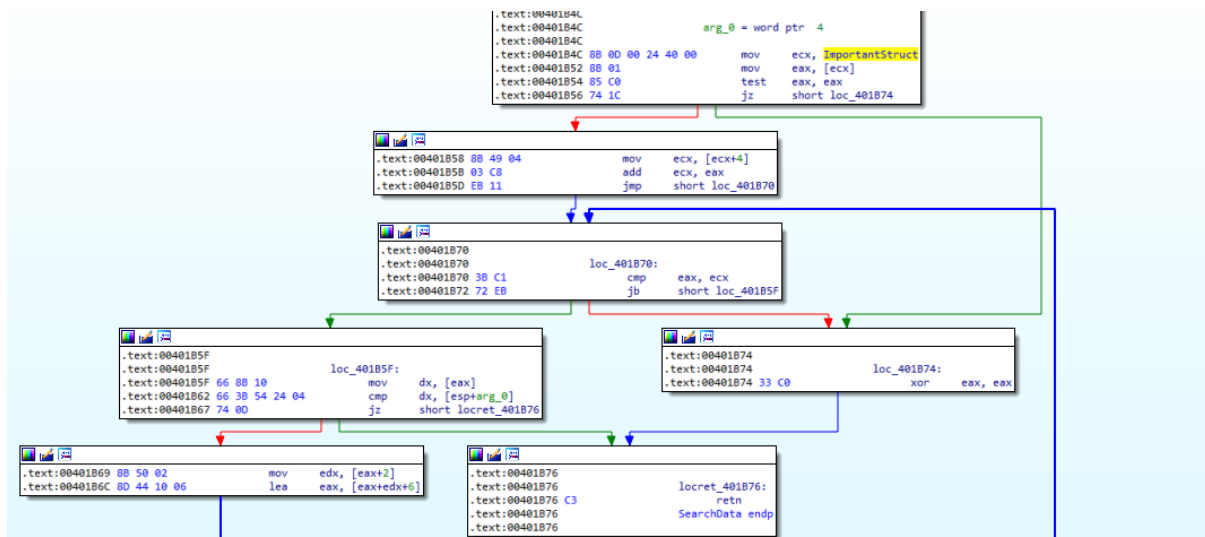 .text:00401B4C
.text:00401B4C arg_0 = word ptr 4
.text:00401B4C
.text:00401B4C 8B 0D 00 24 40 00 mov ecx, ImportantStruct
.text:00401B52 8B 01 mov eax, [ecx]
.text:00401B54 85 C0 test eax, eax
.text:00401B56 74 1C jz short loc_401B74
.text:00401B58 8B 49 04 mov ecx, [ecx+4]
.text:00401B5B 03 C8 add ecx, eax
.text:00401B5D EB 11 jmp short loc_401B70
.text:00401B70
.text:00401B70 loc_401B70:
.text:00401B70 3B C1 cmp eax, ecx
.text:00401B72 72 EB jb short loc_401B5F
.text:00401B5F
.text:00401B5F loc_401B5F:
.text:00401B5F 66 8B 10 mov dx, [eax]
.text:00401B62 66 3B 54 24 04 cmp dx, [esp+arg_0]
.text:00401B67 74 0D jz short locret_401B76
.text:00401B74
.text:00401B74 loc_401B74:
.text:00401B74 33 C0 xor eax, eax
.text:00401B69 8B 50 02 mov edx, [eax+2]
.text:00401B6C 8D 44 10 06 lea eax, [eax+edx+6]
.text:00401B76
.text:00401B76 locret_401B76:
.text:00401B76 C3 retn
.text:00401B76 SearchData endp
.text:00401B76